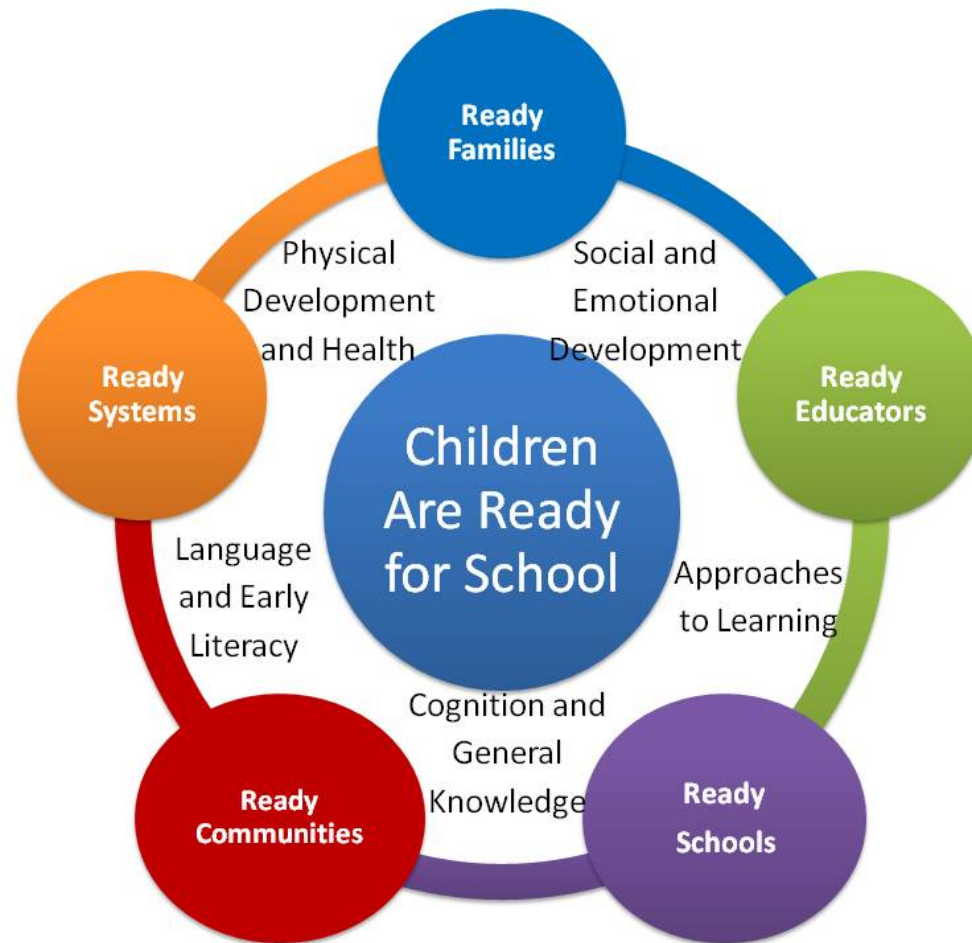 Ready
Families
Physical
Development
and Health
Social and
Emotional
Development
Ready
Systems
Ready
Educators
Children
Are Ready
for School
Language
and Early
Literacy
Approaches
to Learning
Cognition and
General
Knowledge
Ready
Communities
Ready
Schools